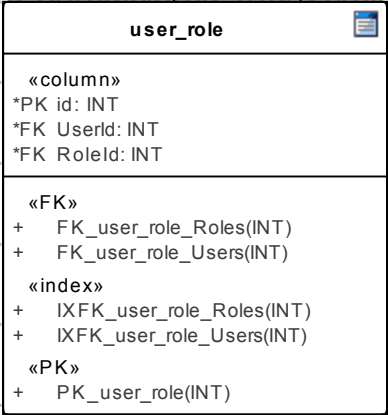 user_role
«column»
*PK id: INT
*FK UserId: INT
*FK RoleId: INT
«FK»
+ FK_user_role_Roles(INT)
+ FK_user_role_Users(INT)
«index»
+ IXFK_user_role_Roles(INT)
+ IXFK_user_role_Users(INT)
«PK»
+ PK_user_role(INT)